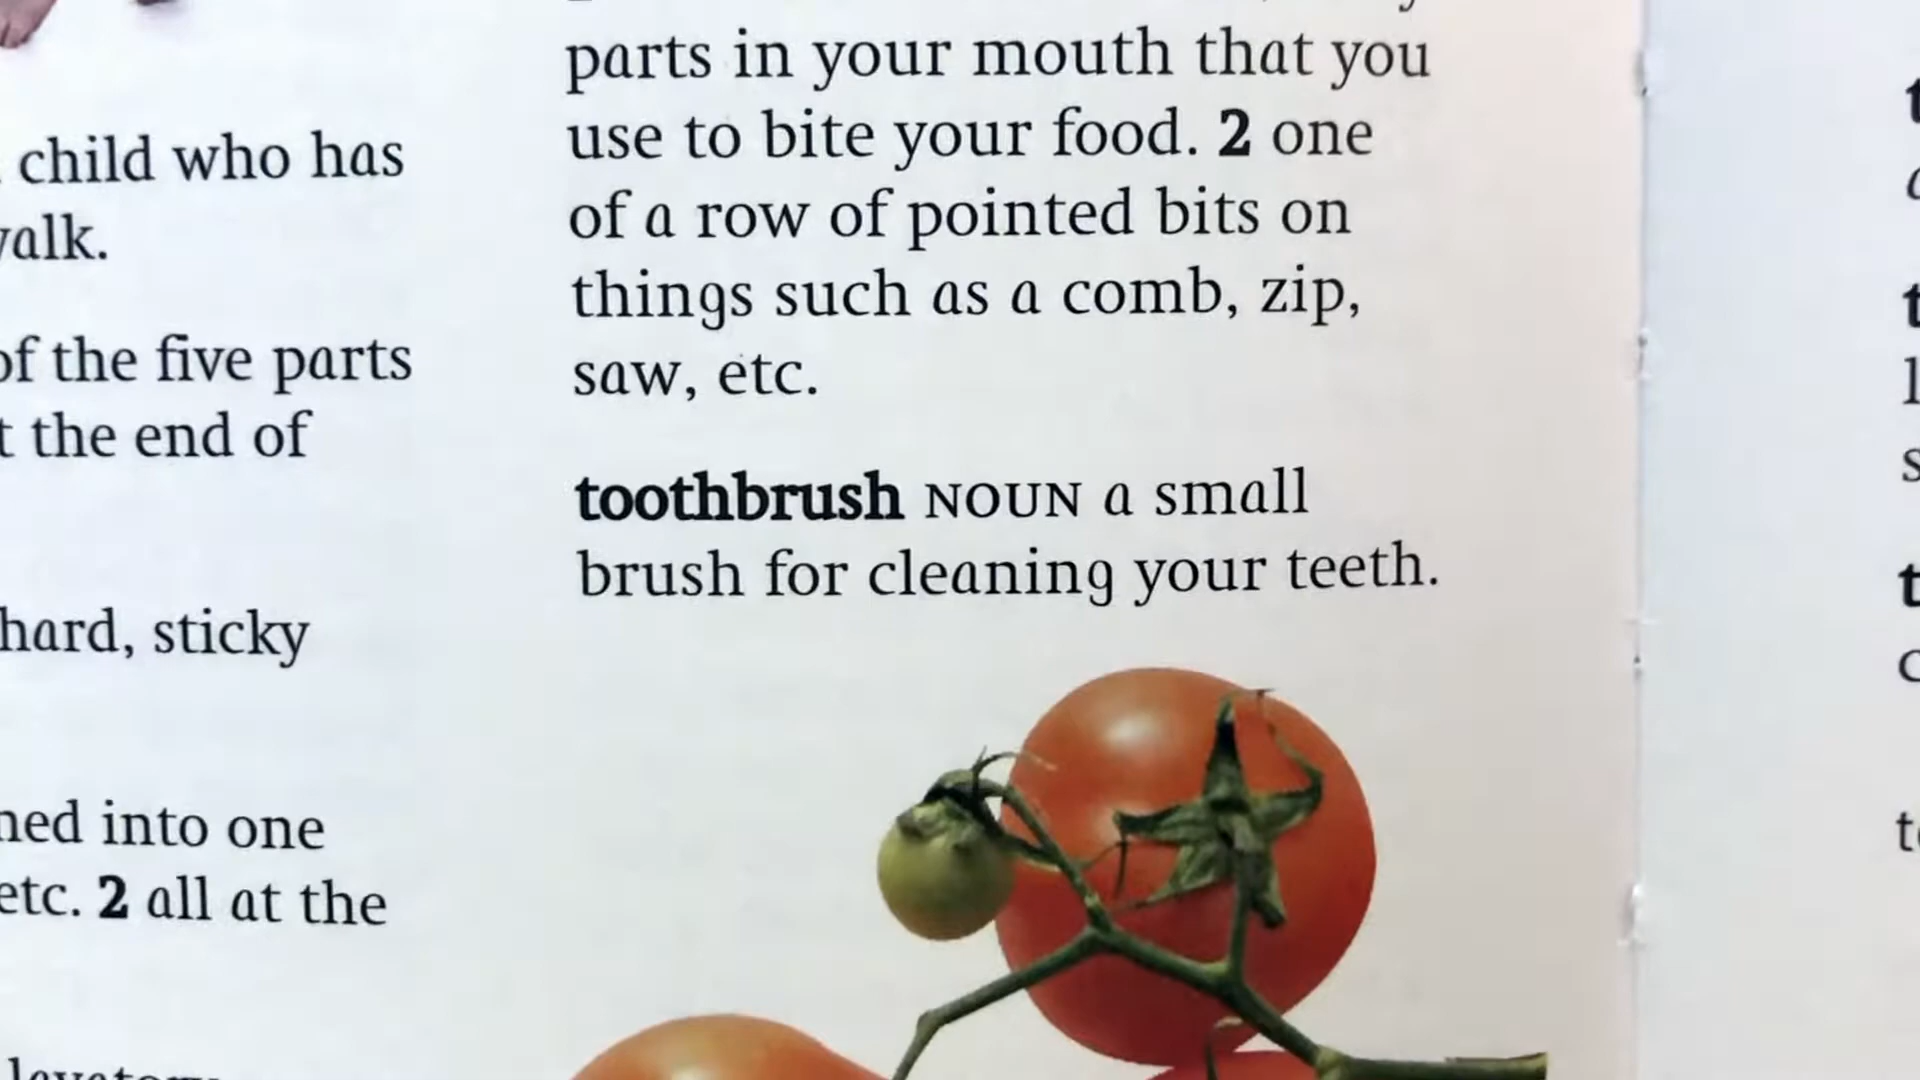 child who has
of the five parts
the end of
hard, sticky
into one
etc. 2 all at the
parts in your mouth that you
use to bite your food. 2 one
of a row of pointed bits on
things such as a comb, zip,
saw, etc.
toothbrush NOUN a small
brush for cleaning your teeth.